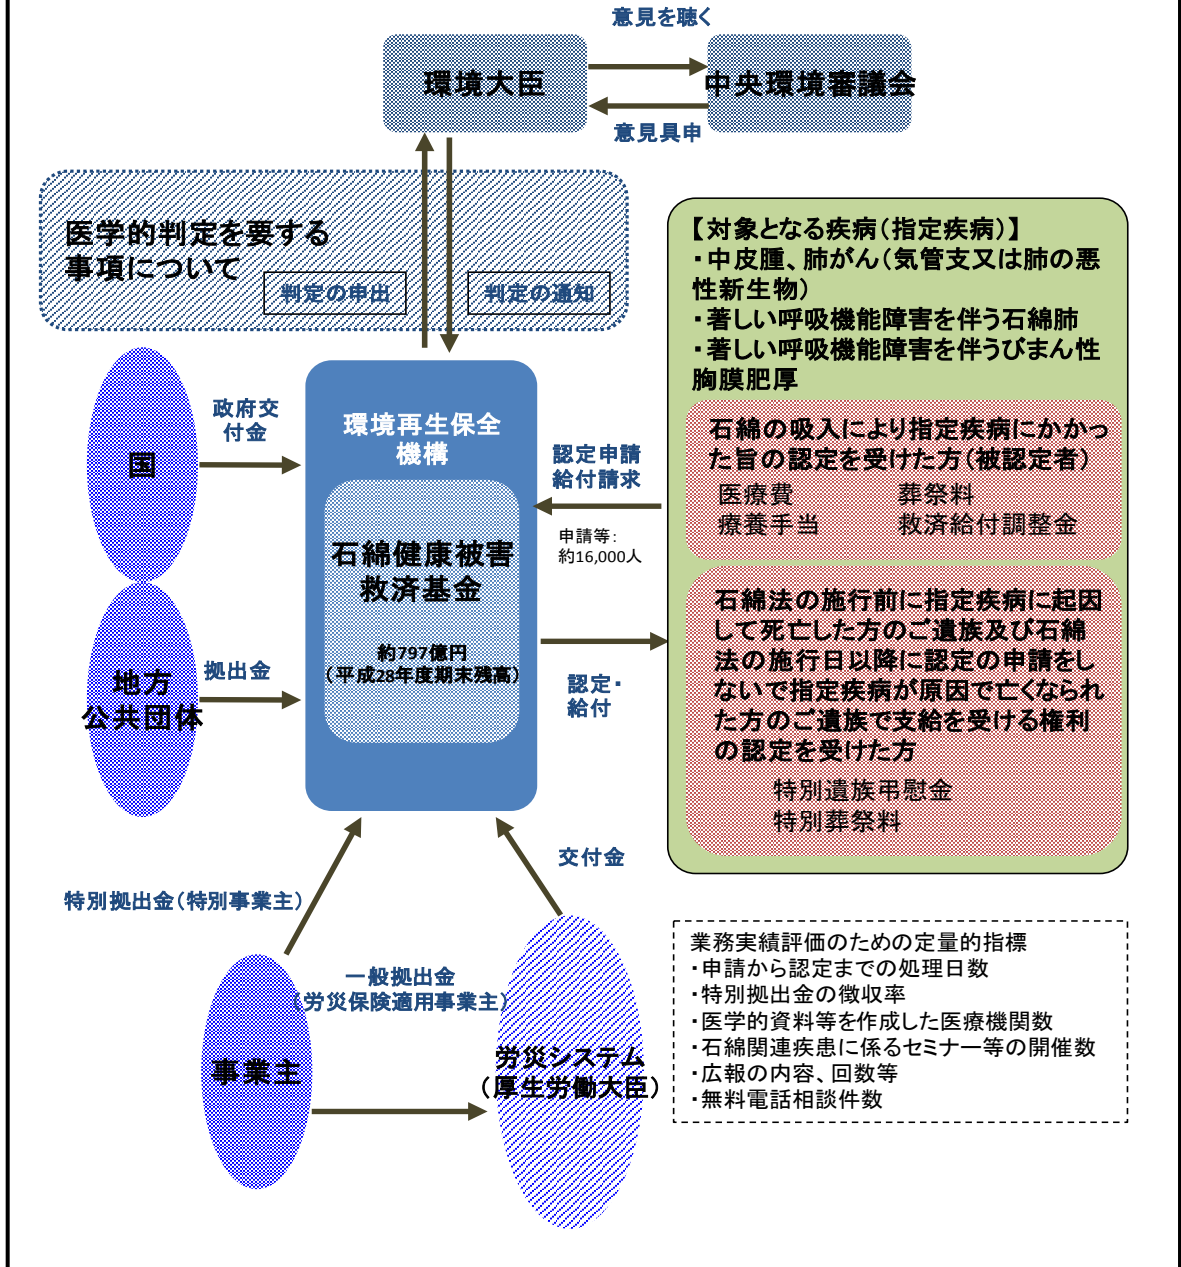 意見を聴く
環境大臣
中央環境審議会
意見具申
医学的判定を要する
事項について
判定の申出
判定の通知
【対象となる疾病（指定疾病）】
・中皮腫、肺がん（気管支又は肺の悪
性新生物）
・著しい呼吸機能障害を伴う石綿肺
・著しい呼吸機能障害を伴うびまん性
胸膜肥厚
石綿の吸入により指定疾病にかかっ
た旨の認定を受けた方（被認定者）
医療費 葬祭料
療養手当 救済給付調整金
石綿法の施行前に指定疾病に起因
して死亡した方のご遺族及び石綿
法の施行日以降に認定の申請をし
ないで指定疾病が原因で亡くなられ
た方のご遺族で支給を受ける権利
の認定を受けた方
特別遺族弔慰金
特別葬祭料
国
政府交
付金
環境再生保全
機構
石綿健康被害
救済基金
約797億円
（平成28年度期末残高）
認定申請
給付請求
申請等：
約16,000人
認定・
給付
地方
公共団体
拠出金
特別拠出金（特別事業主）
交付金
一般拠出金
（労災保険適用事業主）
事業主
労災システム
（厚生労働大臣）
業務実績評価のための定量的指標
・申請から認定までの処理日数
・特別拠出金の徴収率
・医学的資料等を作成した医療機関数
・石綿関連疾患に係るセミナー等の開催数
・広報の内容、回数等
・無料電話相談件数